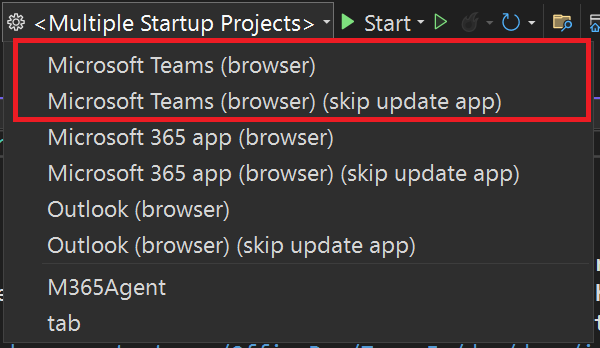 <Multiple Startup Projects> Start
Microsoft Teams (browser)
Microsoft Teams (browser) (skip update app)
Microsoft 365 app (browser)
Microsoft 365 app (browser) (skip update app)
Outlook (browser)
Outlook (browser) (skip update app)
M365Agent
tab